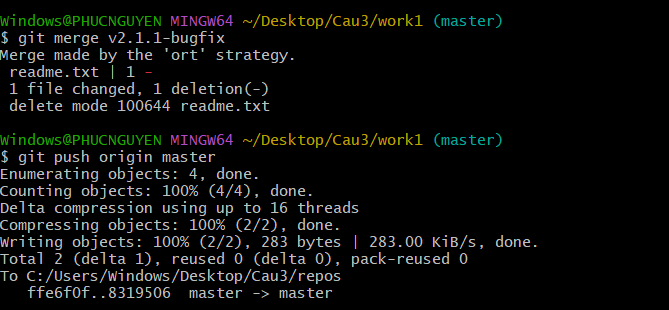 Windows@PHUCNGUYEN MINGW64 ~/Desktop/Cau3/work1 (master)
$ git merge v2.1.1-bugfix
Merge made by the 'ort' strategy.
 readme.txt | 1 -
 1 file changed, 1 deletion(-)
 delete mode 100644 readme.txt

Windows@PHUCNGUYEN MINGW64 ~/Desktop/Cau3/work1 (master)
$ git push origin master
Enumerating objects: 4, done.
Counting objects: 100% (4/4), done.
Delta compression using up to 16 threads
Compressing objects: 100% (2/2), done.
Writing objects: 100% (2/2), 283 bytes | 283.00 KiB/s, done.
Total 2 (delta 1), reused 0 (delta 0), pack-reused 0
To C:/Users/Windows/Desktop/Cau3/repos
   ffe6f0f..8319506  master -> master